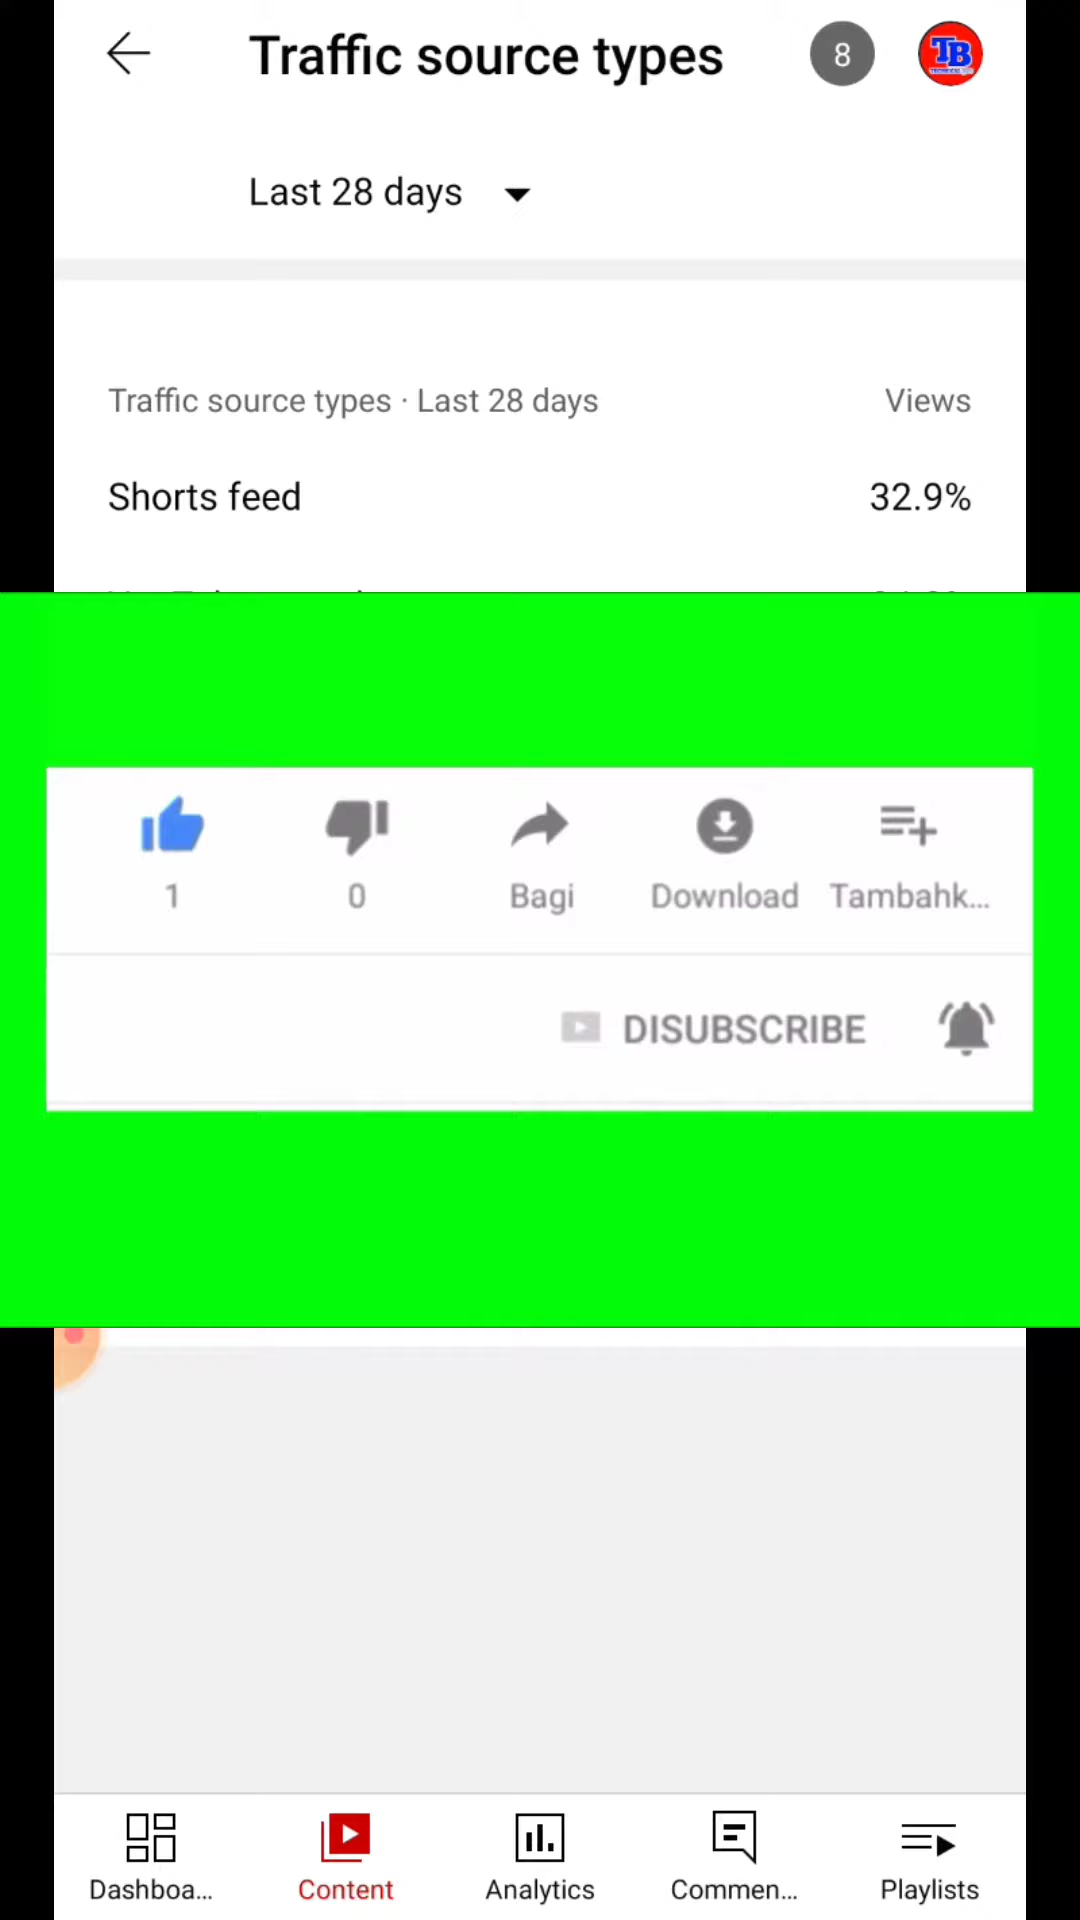 Traffic source types
8
TB
Last 28 days
Traffic source types · Last 28 days Views
Shorts feed 32.9%
1 0 Bagi Download Tambahk...
DISUBSCRIBE
Dashboa... Content Analytics Commen... Playlists